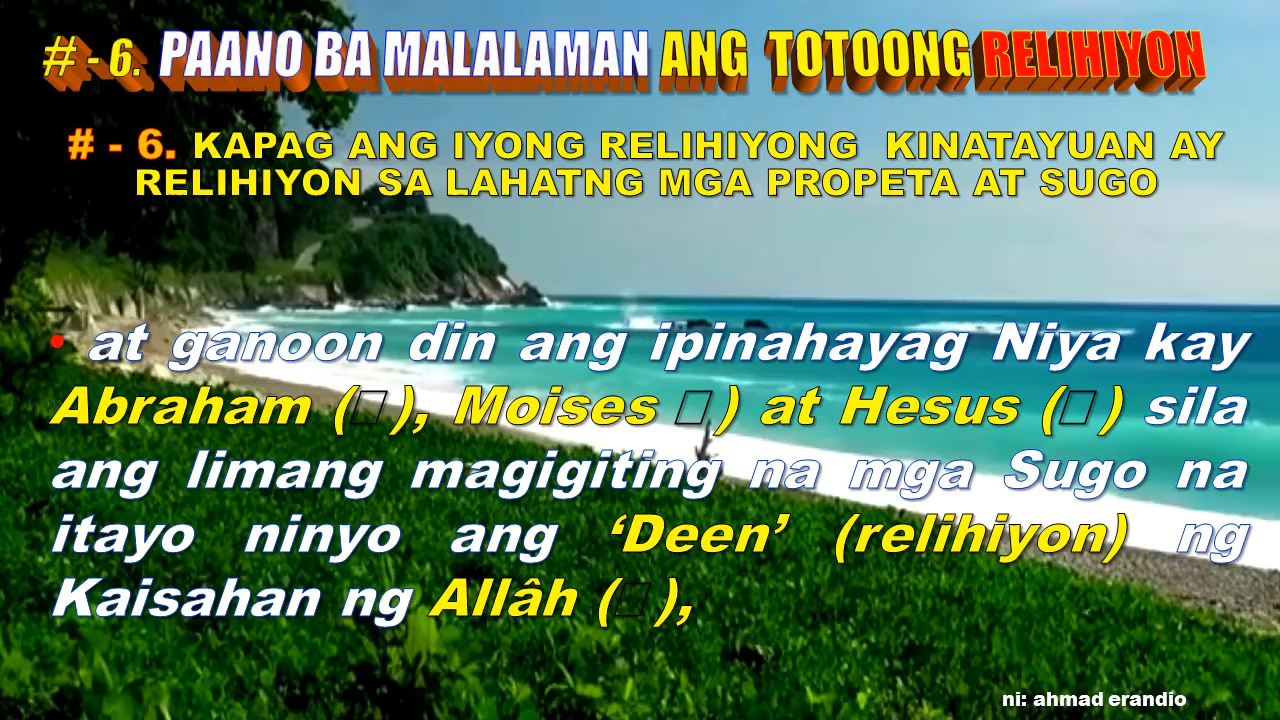 # - 6. PAANO BA MALALAMAN ANG TOTOONG RELIHIYON
# - 6. KAPAG ANG IYONG RELIHIYONG KINATAYUAN AY
RELIHIYON SA LAHATNG MGA PROPETA AT SUGO
• at ganoon din ang ipinahayag Niya kay
Abraham (□), Moises □) at Hesus (□) sila
ang limang magigiting na mga Sugo na
itayo ninyo ang ‘Deen’ (relihiyon) ng
Kaisahan ng Allâh (□),
ni: ahmad erandio